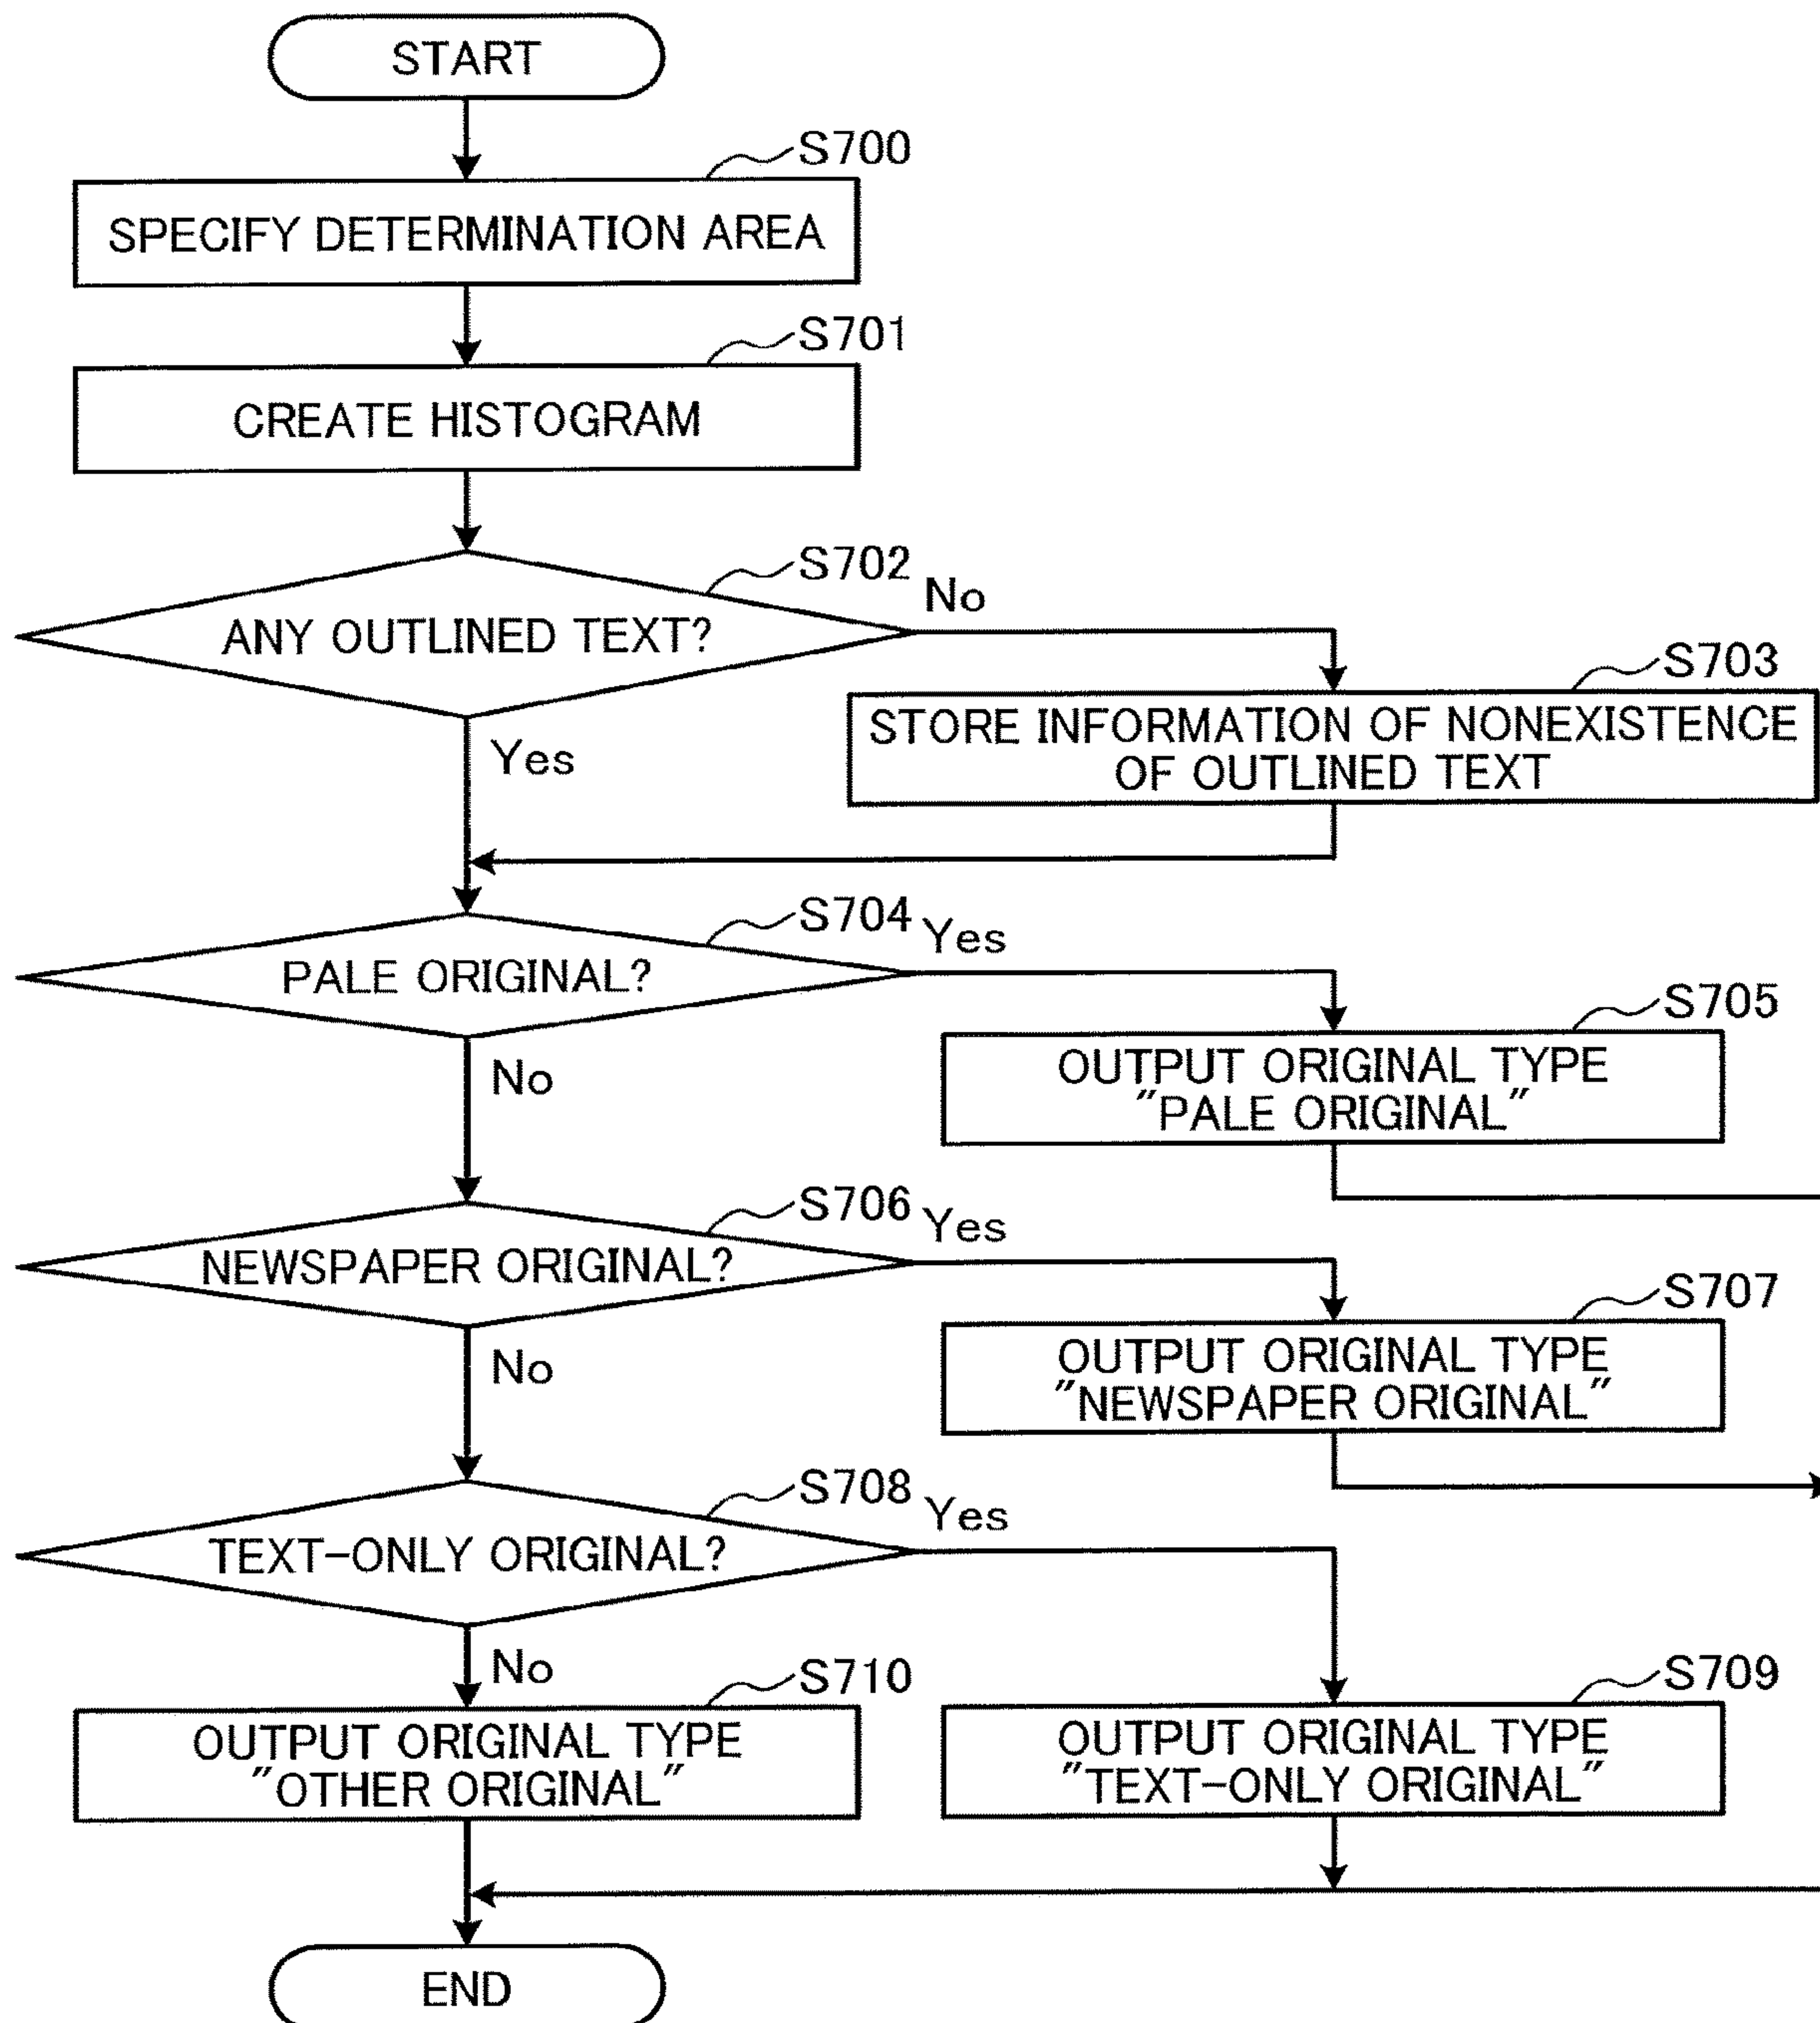 START
S700
SPECIFY DETERMINATION AREA
S701
CREATE HISTOGRAM
S702
ANY OUTLINED TEXT?
No
Yes
S703
STORE INFORMATION OF NONEXISTENCE
OF OUTLINED TEXT
S704
PALE ORIGINAL?
Yes
No
S705
OUTPUT ORIGINAL TYPE
"PALE ORIGINAL"
S706
NEWSPAPER ORIGINAL?
Yes
No
S707
OUTPUT ORIGINAL TYPE
"NEWSPAPER ORIGINAL"
S708
TEXT-ONLY ORIGINAL?
Yes
No
S710
OUTPUT ORIGINAL TYPE
"OTHER ORIGINAL"
S709
OUTPUT ORIGINAL TYPE
"TEXT-ONLY ORIGINAL"
END